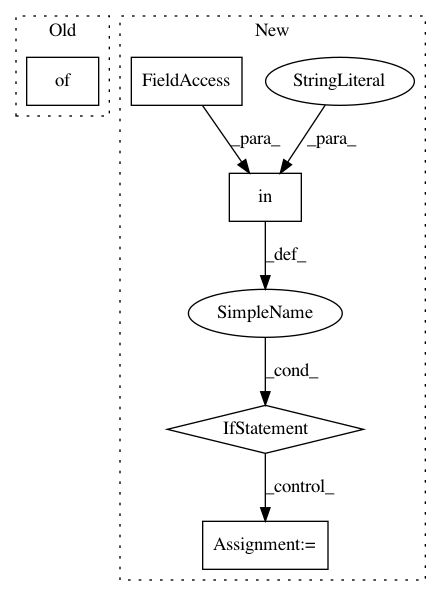 Old
New
of
FieldAccess
StringLiteral
_para_
_para_
in
_def_
SimpleName
_cond_
IfStatement
_control_
Assignment:=